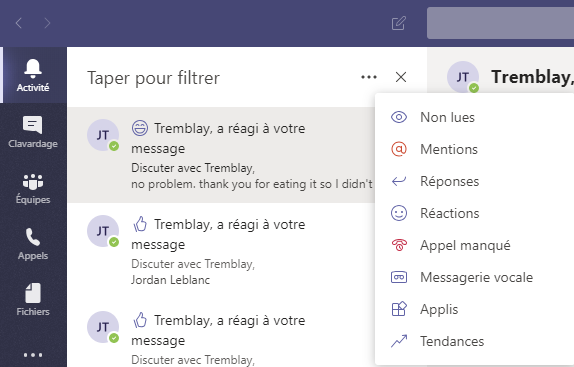 Activité
Clavardage
Équipes
Appels
Fichiers
Taper pour filtrer
JT
Tremblay, a réagi à votre
message
Discuter avec Tremblay,
no problem. thank you for eating it so I didn't
JT
Tremblay, a réagi à votre
message
Discuter avec Tremblay,
Jordan Leblanc
JT
Tremblay, a réagi à votre
message
Discuter avec Tremblay,
JT
Tremblay,
Non lues
Mentions
Réponses
Réactions
Appel manqué
Messagerie vocale
Applis
Tendances